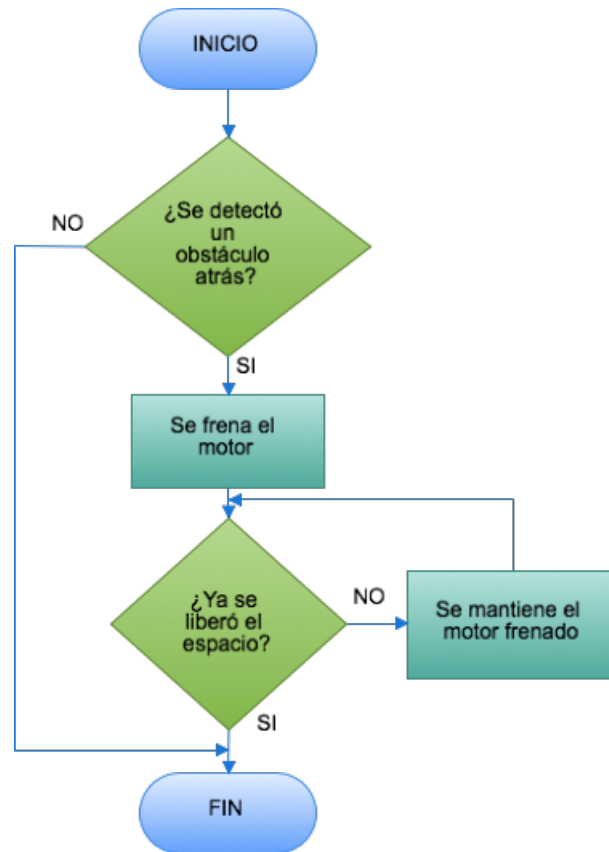 INICIO
NO
¿Se detectó
un
obstáculo
atrás?
SI
Se frena el
motor
¿Ya se
liberó el
espacio?
NO
Se mantiene el
motor frenado
SI
FIN